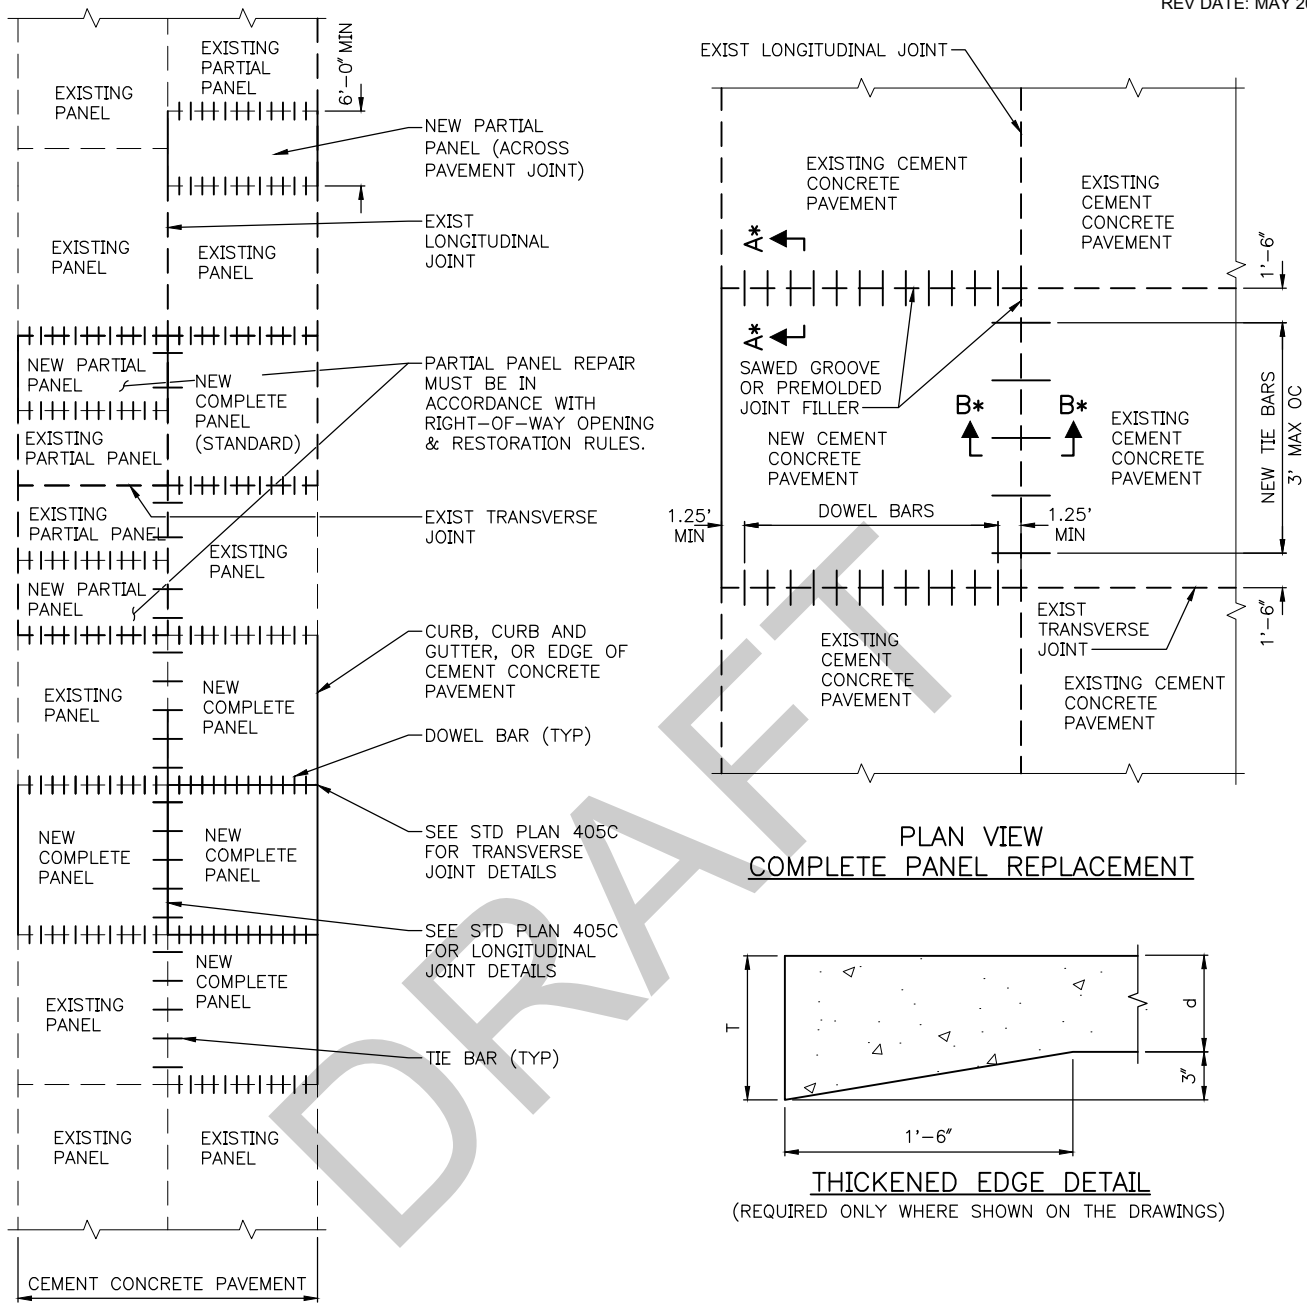 REV DATE: MAY 20
EXISTING
PANEL
EXISTING
PARTIAL
PANEL
6'-0" MIN
NEW PARTIAL
PANEL (ACROSS
PAVEMENT JOINT)
EXIST
LONGITUDINAL
JOINT
EXISTING
PANEL
EXISTING
PANEL
NEW PARTIAL
PANEL
NEW
COMPLETE
PANEL
(STANDARD)
PARTIAL PANEL REPAIR
MUST BE IN
ACCORDANCE WITH
RIGHT-OF-WAY OPENING
& RESTORATION RULES.
EXISTING
PARTIAL PANEL
EXISTING
PARTIAL PANEL
EXIST TRANSVERSE
JOINT
EXISTING
PANEL
NEW PARTIAL
PANEL
CURB, CURB AND
GUTTER, OR EDGE OF
CEMENT CONCRETE
PAVEMENT
EXISTING
PANEL
NEW
COMPLETE
PANEL
DOWEL BAR (TYP)
NEW
COMPLETE
PANEL
NEW
COMPLETE
PANEL
SEE STD PLAN 405C
FOR TRANSVERSE
JOINT DETAILS
SEE STD PLAN 405C
FOR LONGITUDINAL
JOINT DETAILS
EXISTING
PANEL
NEW
COMPLETE
PANEL
TIE BAR (TYP)
EXISTING
PANEL
EXISTING
PANEL
CEMENT CONCRETE PAVEMENT
EXIST LONGITUDINAL JOINT
EXISTING CEMENT
CONCRETE
PAVEMENT
EXISTING
CEMENT
CONCRETE
PAVEMENT
A*
A*
1'-6"
SAWED GROOVE
OR PREMOLDED
JOINT FILLER
NEW CEMENT
CONCRETE
PAVEMENT
B*
B*
EXISTING
CEMENT
CONCRETE
PAVEMENT
NEW TIE BARS
3' MAX OC
1.25'
MIN
DOWEL BARS
1.25'
MIN
EXISTING
CEMENT
CONCRETE
PAVEMENT
EXIST
TRANSVERSE
JOINT
1'-6"
EXISTING CEMENT
CONCRETE
PAVEMENT
PLAN VIEW
COMPLETE PANEL REPLACEMENT
T
d
3"
1'-6"
THICKENED EDGE DETAIL
(REQUIRED ONLY WHERE SHOWN ON THE DRAWINGS)
DRAFT